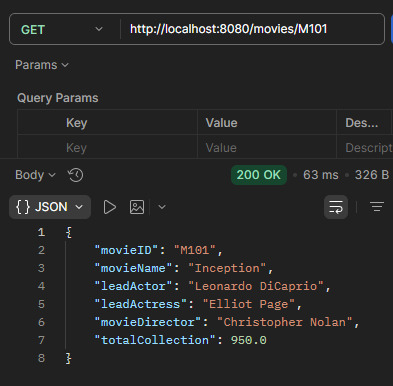 GET http://localhost:8080/movies/M101
Params
Query Params
Key Value Des...
Key Value Descript
Body 200 OK • 63 ms • 326 B
{} JSON
1 {
2 "movieID": "M101",
3 "movieName": "Inception",
4 "leadActor": "Leonardo DiCaprio",
5 "leadActress": "Elliot Page",
6 "movieDirector": "Christopher Nolan",
7 "totalCollection": 950.0
8 }